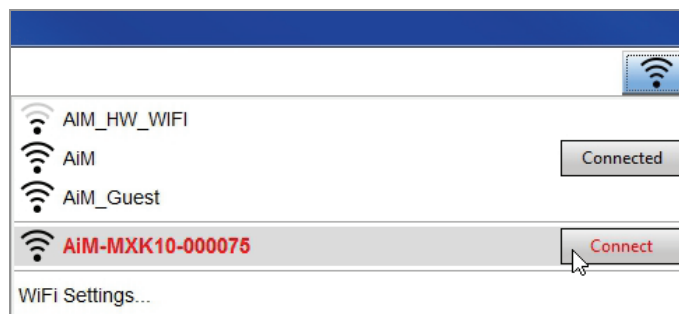 AIM_HW_WIFI
AiM
Connected
AiM_Guest
AiM-MXK10-000075
Connect
WiFi Settings...